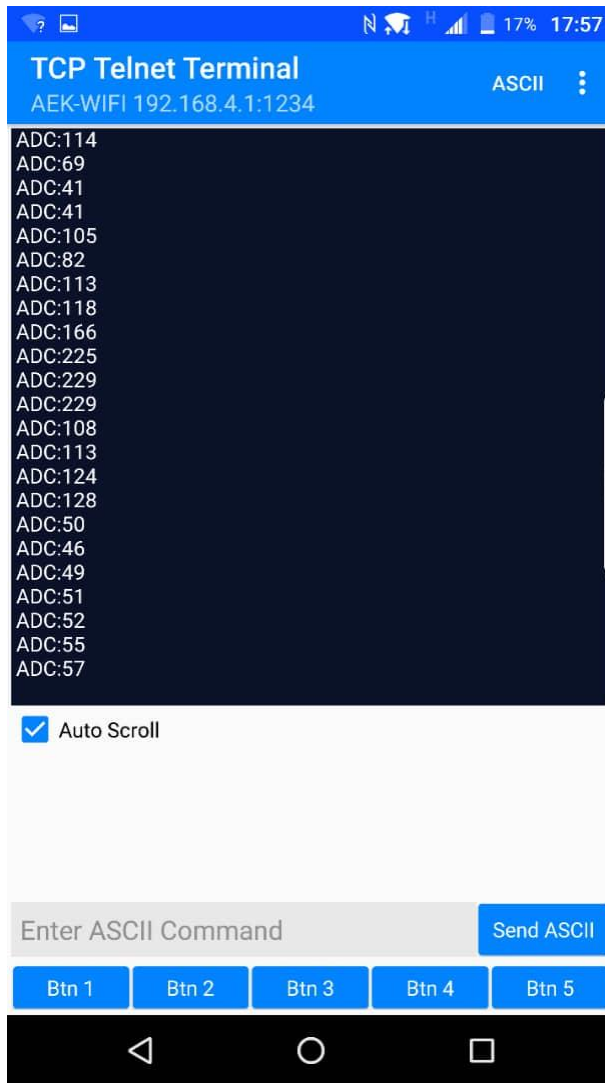 ? H 17% 17:57
TCP Telnet Terminal
ASCII
AEK-WIFI 192.168.4.1:1234
ADC:114
ADC:69
ADC:41
ADC:41
ADC:105
ADC:82
ADC:113
ADC:118
ADC:166
ADC:225
ADC:229
ADC:229
ADC:108
ADC:113
ADC:124
ADC:128
ADC:50
ADC:46
ADC:49
ADC:51
ADC:52
ADC:55
ADC:57
Auto Scroll
Enter ASCII Command
Send ASCII
Btn 1 Btn 2 Btn 3 Btn 4 Btn 5